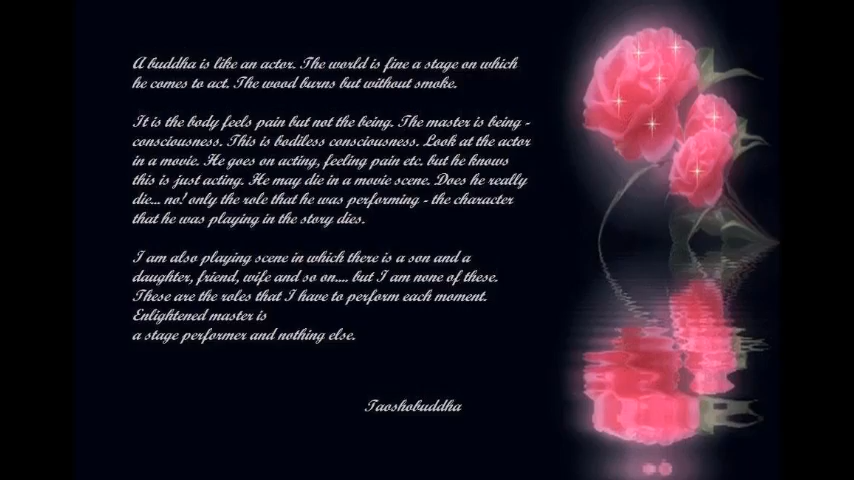 A buddha is like an actor. The world is fine a stage on which
he comes to act. The wood burns but without smoke.
It is the body feels pain but not the being. The master is being -
consciousness. This is bodiless consciousness. Look at the actor
in a movie. He goes on acting, feeling pain etc. but he knows
this is just acting. He may die in a movie scene. Does he really
die... no! only the role that he was performing - the character
that he was playing in the story dies.
I am also playing scene in which there is a son and a
daughter, friend, wife and so on.... but I am none of these.
These are the roles that I have to perform each moment.
Enlightened master is
a stage performer and nothing else.
Taoshobuddha